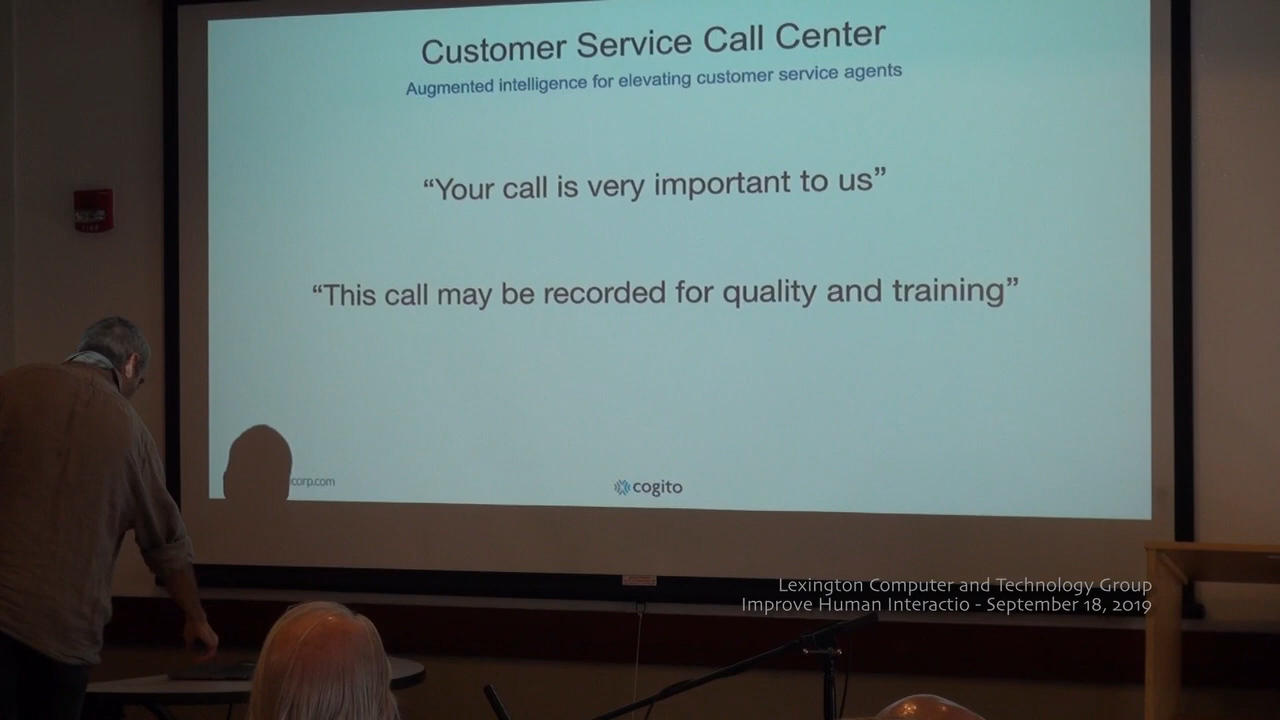 Customer Service Call Center
Augmented intelligence for elevating customer service agents
“Your call is very important to us”
“This call may be recorded for quality and training”
corp.com
cogito
Lexington Computer and Technology Group
Improve Human Interactio - September 18, 2019